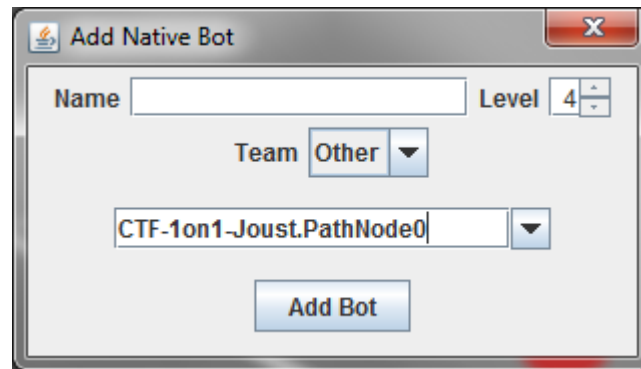 Add Native Bot
Name Level 4
Team Other
CTF-1on1-Joust.PathNode0
Add Bot